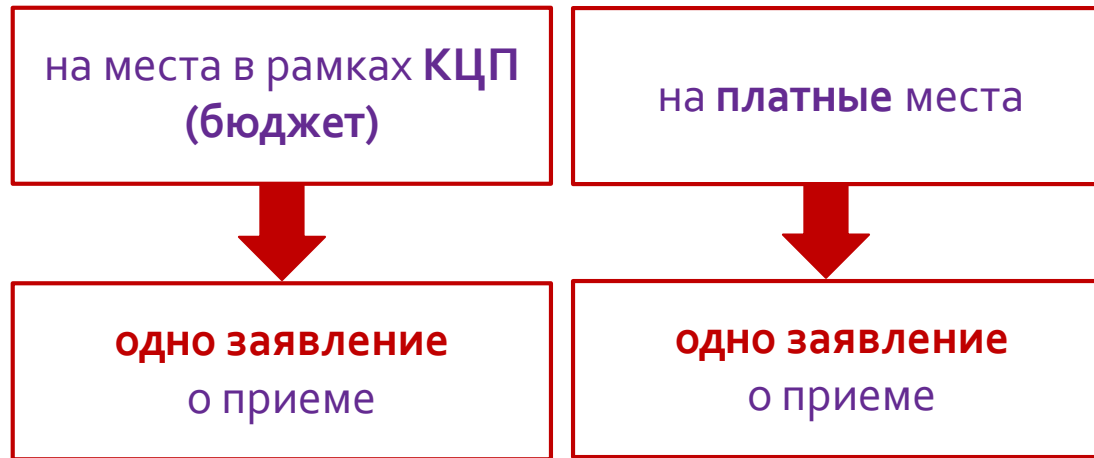 на места в рамках КЦП
(бюджет)
на платные места
одно заявление
о приеме
одно заявление
о приеме